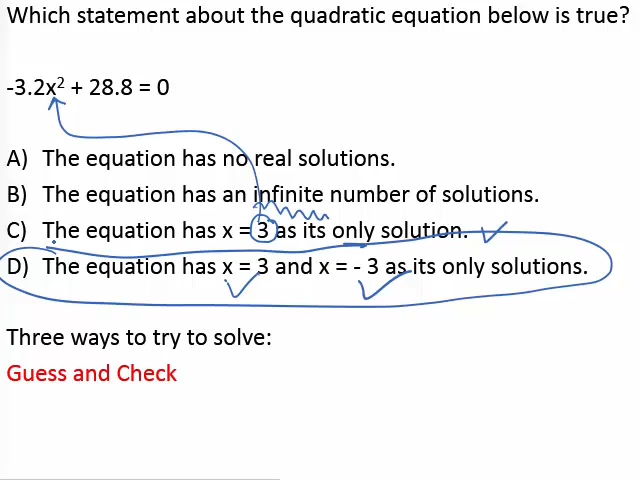 Which statement about the quadratic equation below is true?
-3.2x² + 28.8 = 0
A) The equation has no real solutions.
B) The equation has an infinite number of solutions.
C) The equation has x = 3 as its only solution.
D) The equation has x = 3 and x = - 3 as its only solutions.
Three ways to try to solve:
Guess and Check